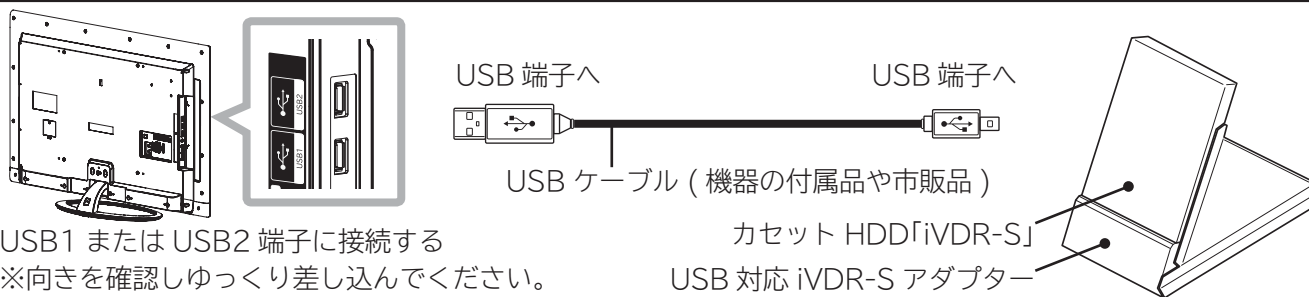 USB2
USB1
USB 端子へ
USB 端子へ
USB ケーブル ( 機器の付属品や市販品 )
USB1 または USB2 端子に接続する
※向きを確認しゆっくり差し込んでください。
カセット HDD「iVDR-S」
USB 対応 iVDR-S アダプター